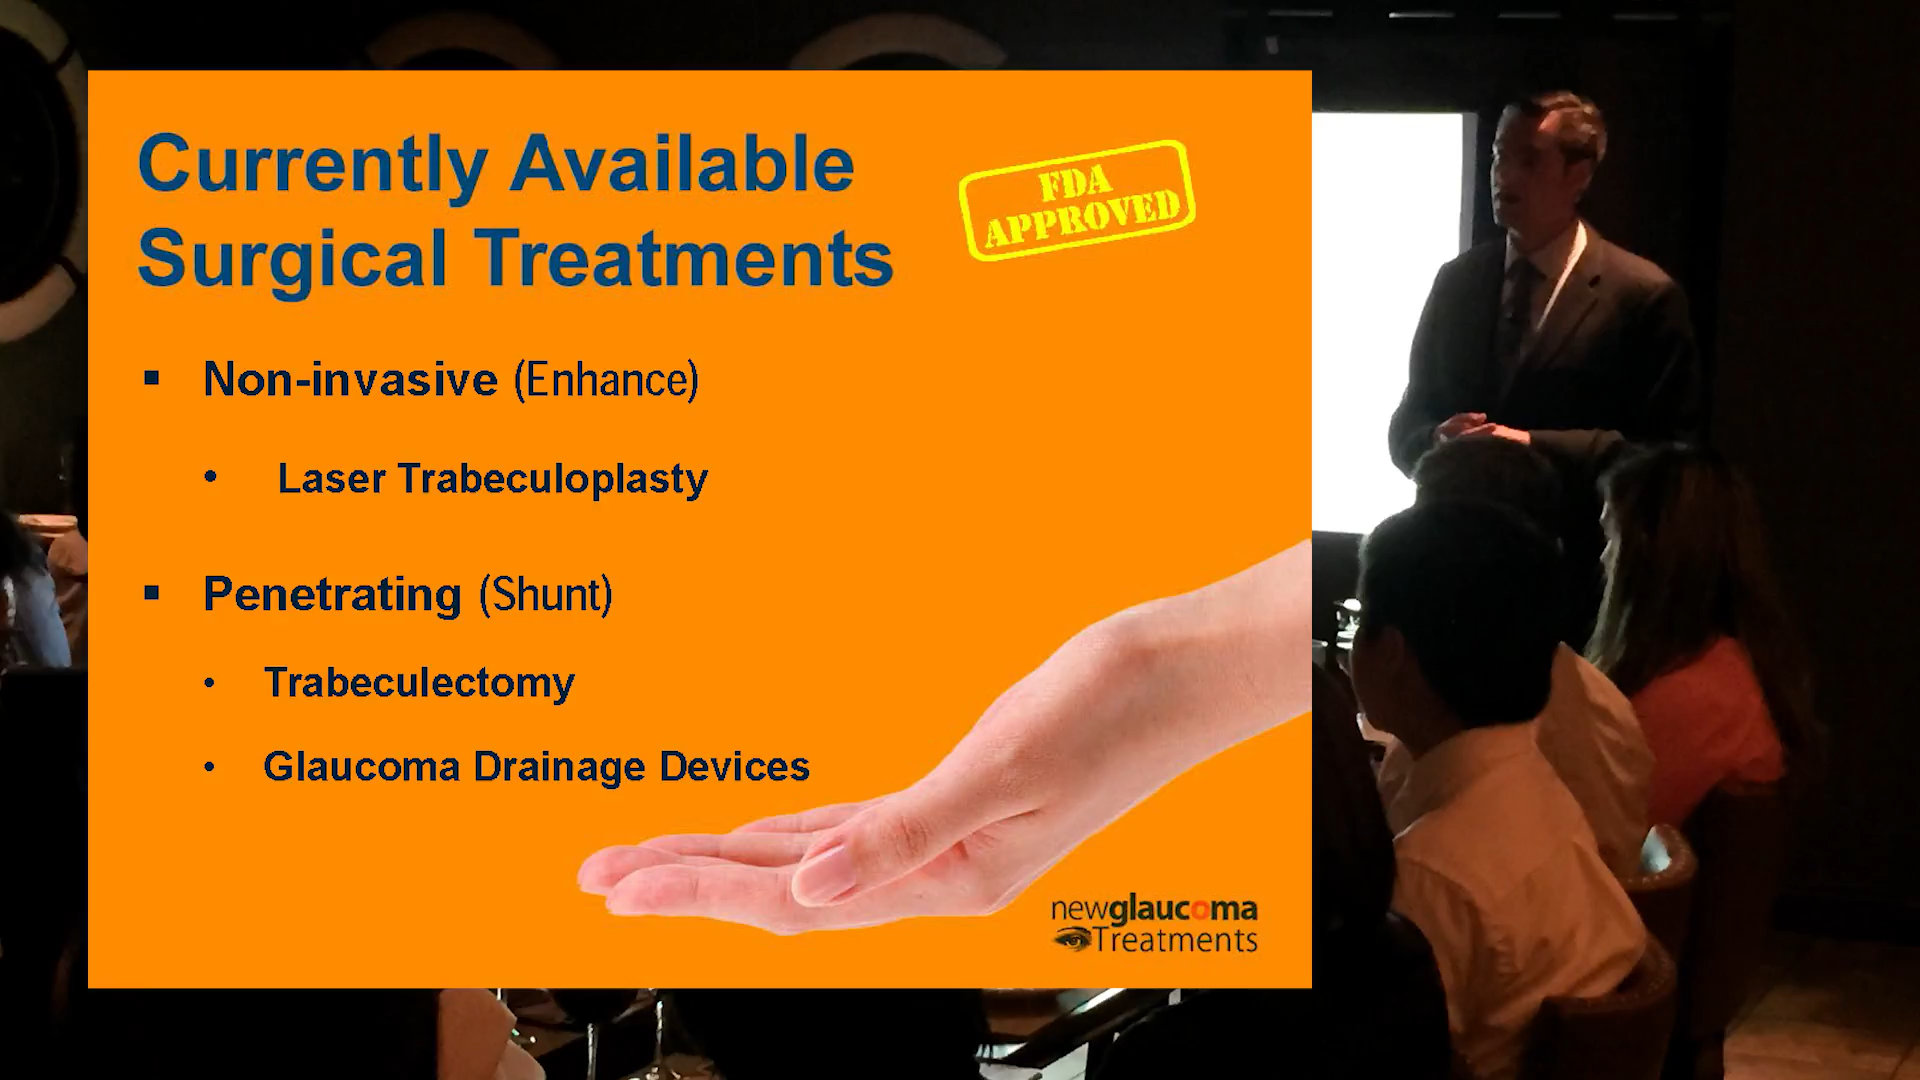 Currently Available
Surgical Treatments
FDA
APPROVED
▪ Non-invasive (Enhance)
• Laser Trabeculoplasty
▪ Penetrating (Shunt)
• Trabeculectomy
• Glaucoma Drainage Devices
newglaucoma
Treatments